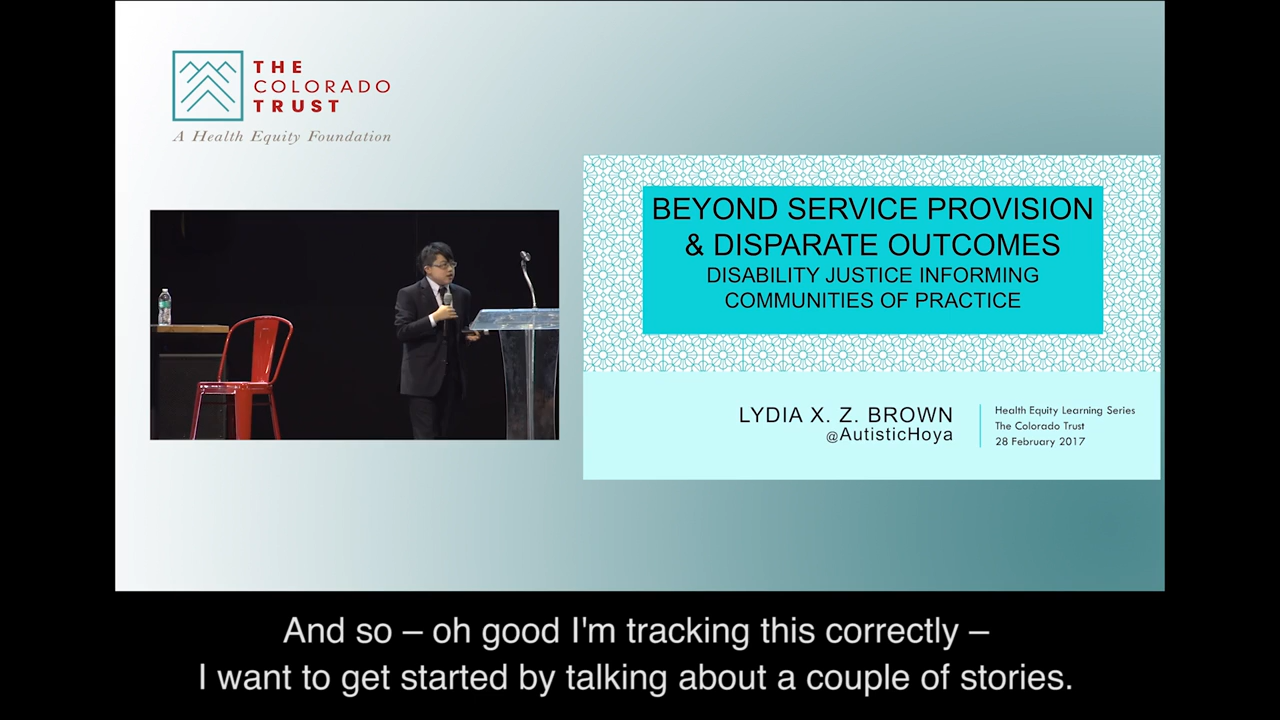 THE
COLORADO
TRUST
A Health Equity Foundation
BEYOND SERVICE PROVISION
& DISPARATE OUTCOMES
DISABILITY JUSTICE INFORMING
COMMUNITIES OF PRACTICE
LYDIA X. Z. BROWN
@AutisticHoya
Health Equity Learning Series
The Colorado Trust
28 February 2017
And so – oh good I'm tracking this correctly –
I want to get started by talking about a couple of stories.